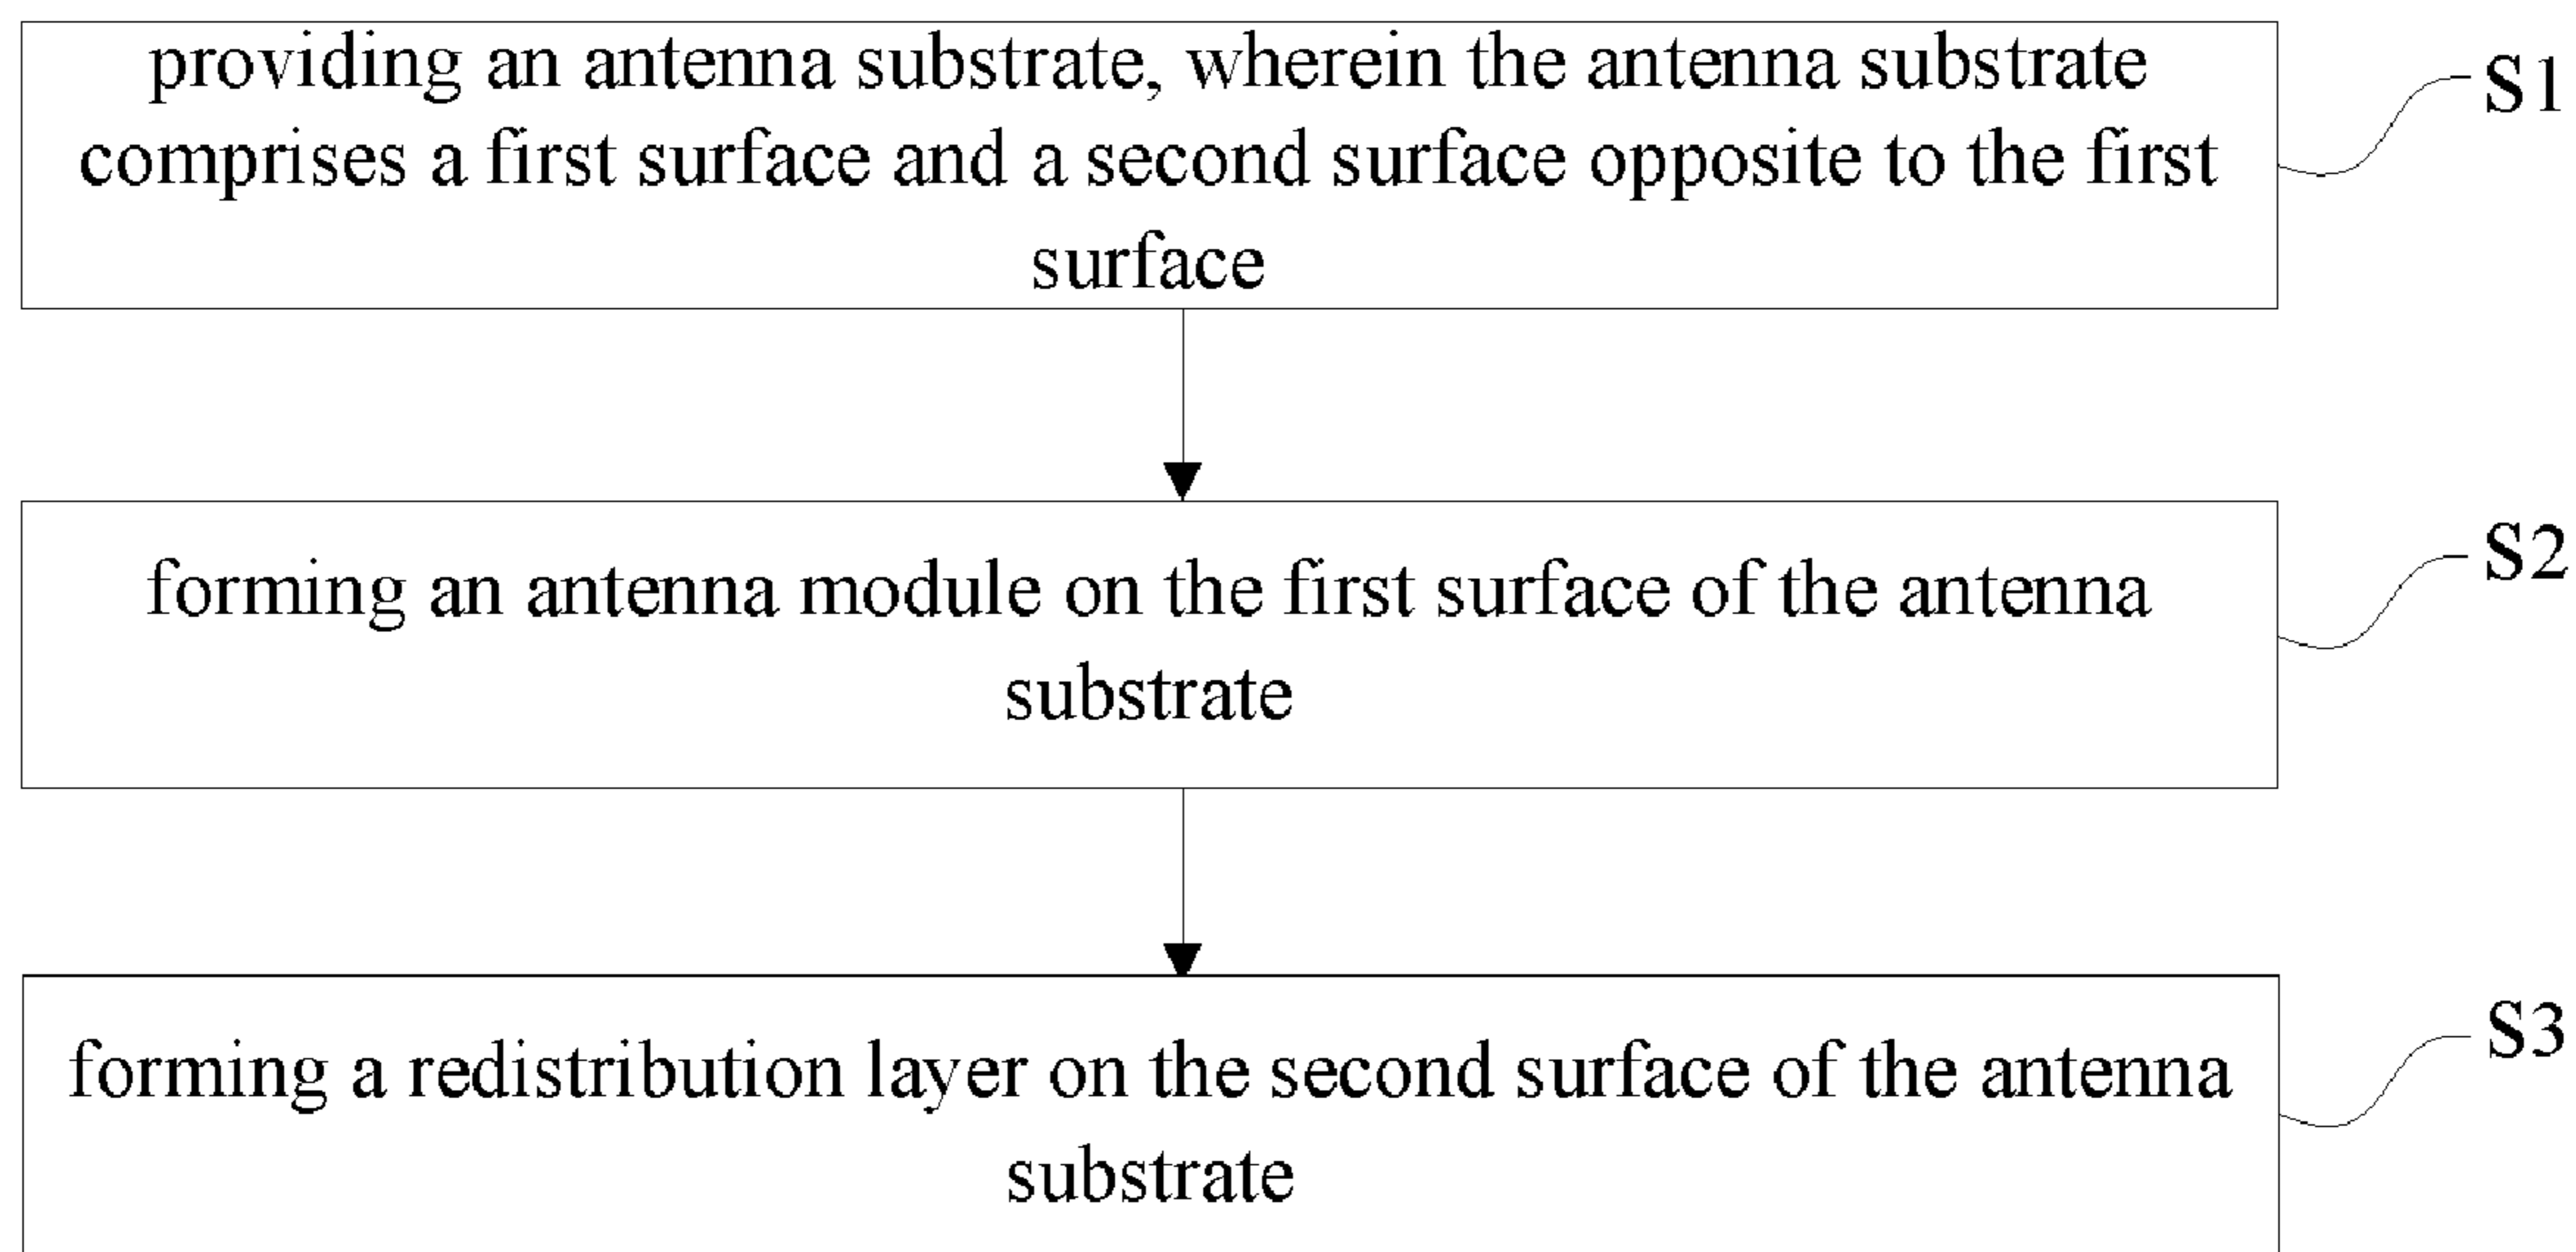 providing an antenna substrate, wherein the antenna substrate
comprises a first surface and a second surface opposite to the first
surface
S1
forming an antenna module on the first surface of the antenna
substrate
S2
forming a redistribution layer on the second surface of the antenna
substrate
S3